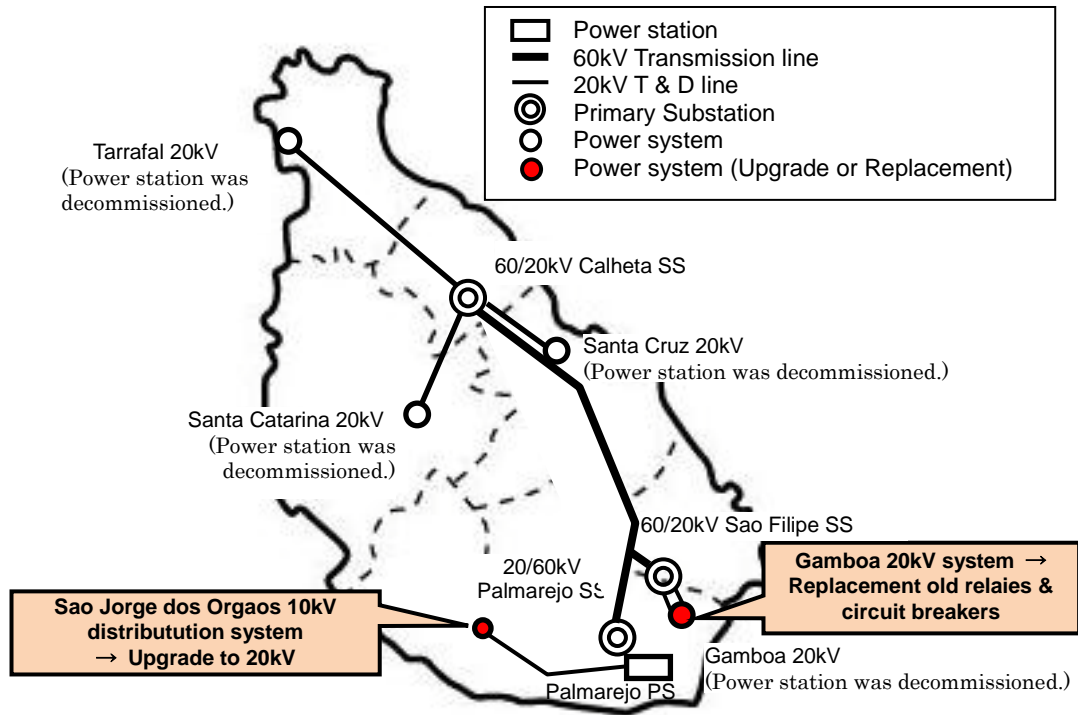 Power station
60kV Transmission line
20kV T & D line
Primary Substation
Power system
Power system (Upgrade or Replacement)
Tarrafal 20kV
(Power station was
decommissioned.)
60/20kV Calheta SS
Santa Cruz 20kV
(Power station was decommissioned.)
Santa Catarina 20kV
(Power station was
decommissioned.)
60/20kV Sao Filipe SS
Gamboa 20kV system →
Replacement old relaies &
circuit breakers
20/60kV
Palmarejo SS
Sao Jorge dos Orgaos 10kV
distributution system
→ Upgrade to 20kV
Gamboa 20kV
(Power station was decommissioned.)
Palmarejo PS